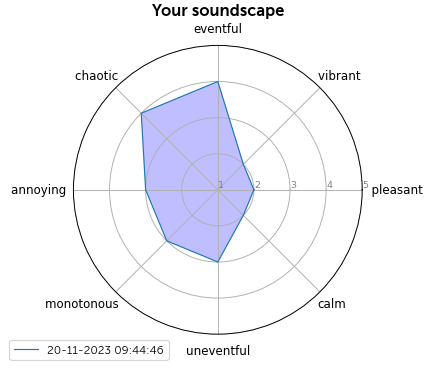 Your soundscape
eventful
chaotic
vibrant
annoying
1
2
3
4
5
pleasant
monotonous
calm
uneventful
20-11-2023 09:44:46